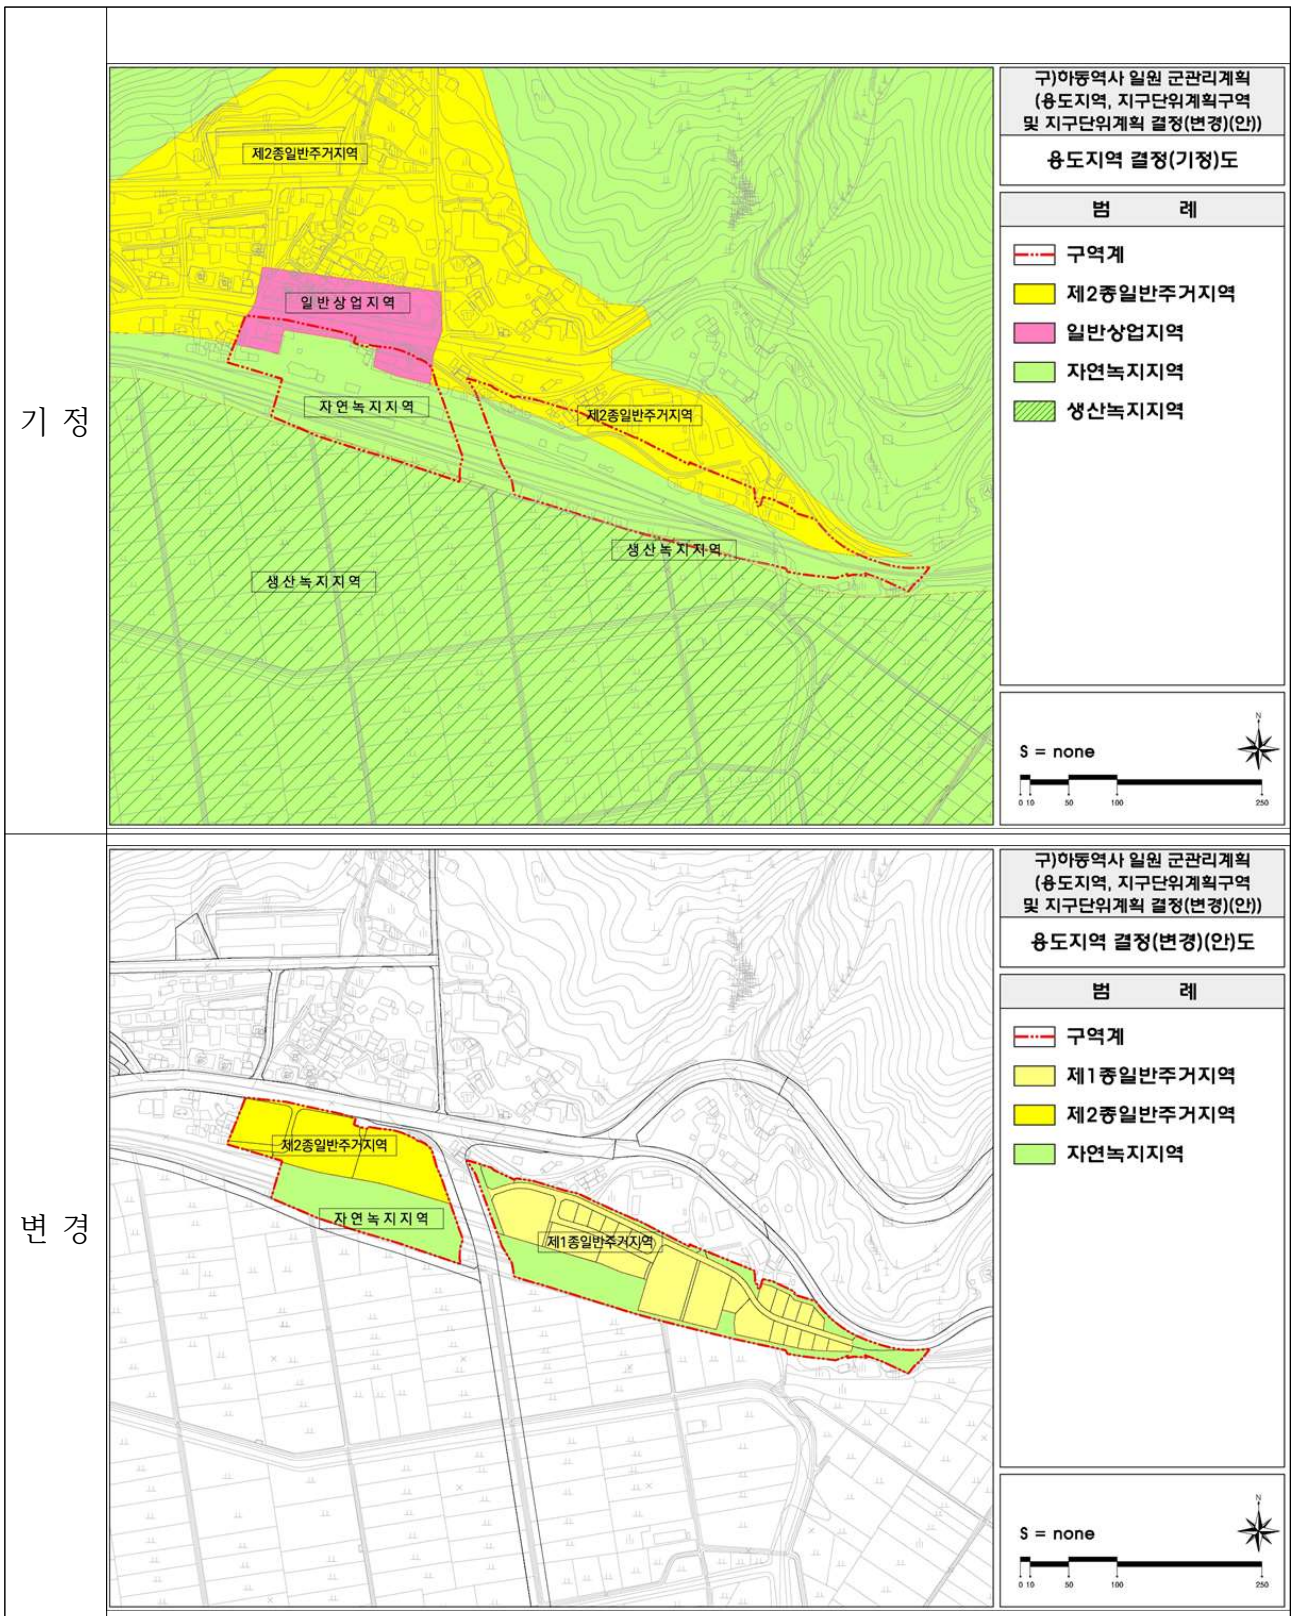 기 정
제2종일반주거지역
일반상업지역
자연녹지지역
제2종일반주거지역
생산녹지지역
생산녹지지역
구)하동역사 일원 군관리계획
(용도지역, 지구단위계획구역
및 지구단위계획 결정(변경)(안))
용도지역 결정(기정)도
범 례
구역계
제2종일반주거지역
일반상업지역
자연녹지지역
생산녹지지역
N
S = none
0 10 50 100 250
변 경
제2종일반주거지역
자연녹지지역
제1종일반주거지역
구)하동역사 일원 군관리계획
(용도지역, 지구단위계획구역
및 지구단위계획 결정(변경)(안))
용도지역 결정(변경)(안)도
범 례
구역계
제1종일반주거지역
제2종일반주거지역
자연녹지지역
N
S = none
0 10 50 100 250